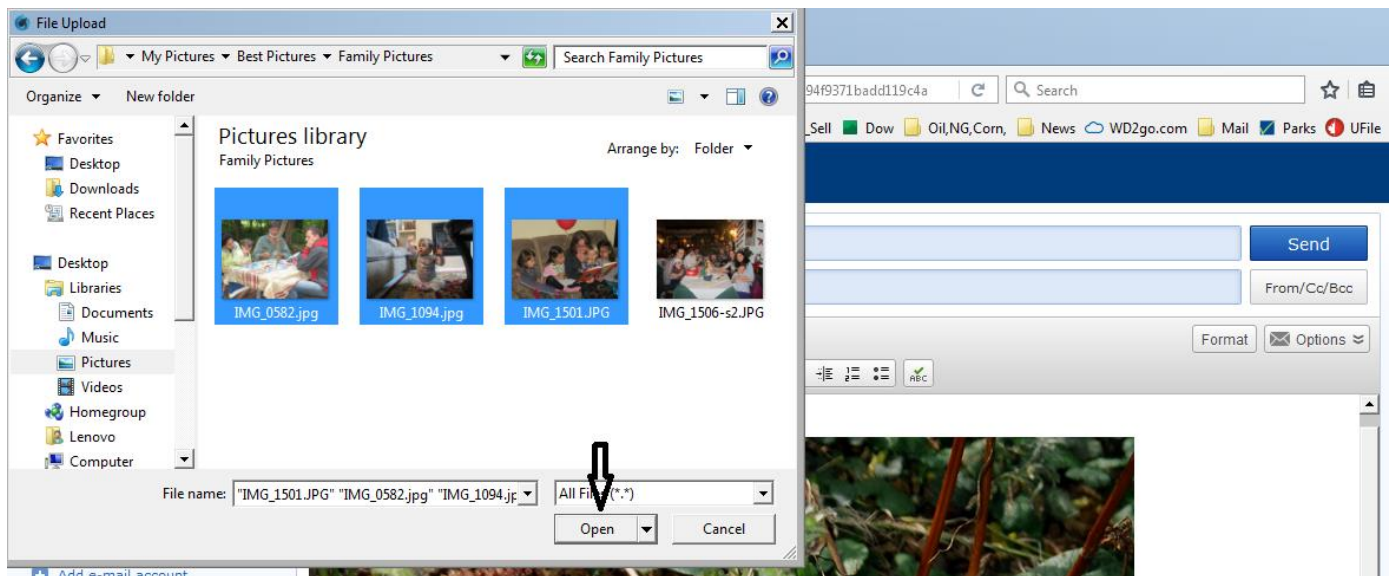 File Upload
My Pictures Best Pictures Family Pictures
Search Family Pictures
Organize New folder
Favorites
Desktop
Downloads
Recent Places
Desktop
Libraries
Documents
Music
Pictures
Videos
Homegroup
Lenovo
Computer
Pictures library
Family Pictures
Arrange by: Folder
IMG_0582.jpg IMG_1094.jpg IMG_1501.JPG IMG_1506-s2.JPG
File name: "IMG_1501.JPG" "IMG_0582.jpg" "IMG_1094.jp All Files (*.*)
Open Cancel
94f9371badd119c4a Search
_Sell Dow Oil,NG,Corn, News WD2go.com Mail Parks UFile
Send
From/Cc/Bcc
Format Options
ABC
Add e-mail account